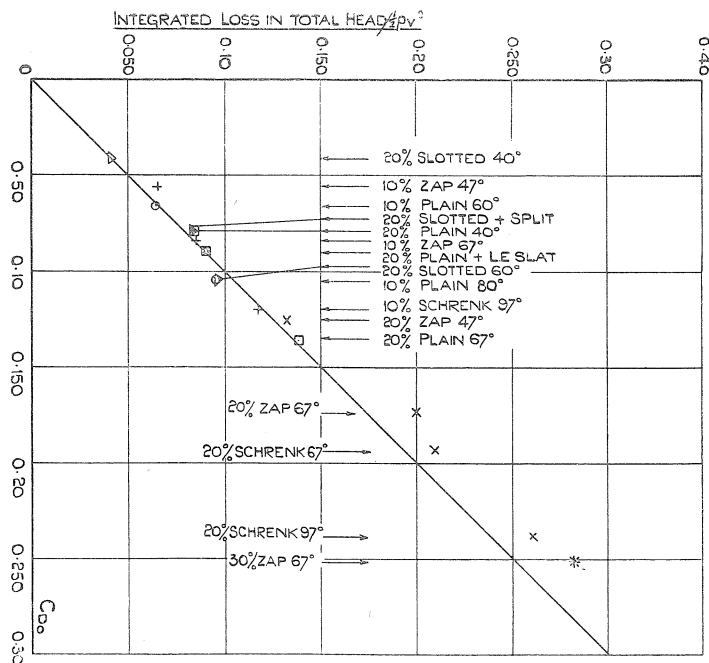 INTEGRATED LOSS IN TOTAL HEAD/½ρv²
0 0·050 0·10 0·150 0·20 0·250 0·30 0·40
0·50
0·10
0·150
0·20
0·250
0·30
20% SLOTTED 40°
10% ZAP 47°
10% PLAIN 60°
20% SLOTTED + SPLIT
20% PLAIN 40°
10% ZAP 67°
20% PLAIN + LE SLAT
20% SLOTTED 60°
10% PLAIN 80°
10% SCHRENK 97°
20% ZAP 47°
20% PLAIN 67°
20% ZAP 67°
20% SCHRENK 67°
20% SCHRENK 97°
30% ZAP 67°
CD₀